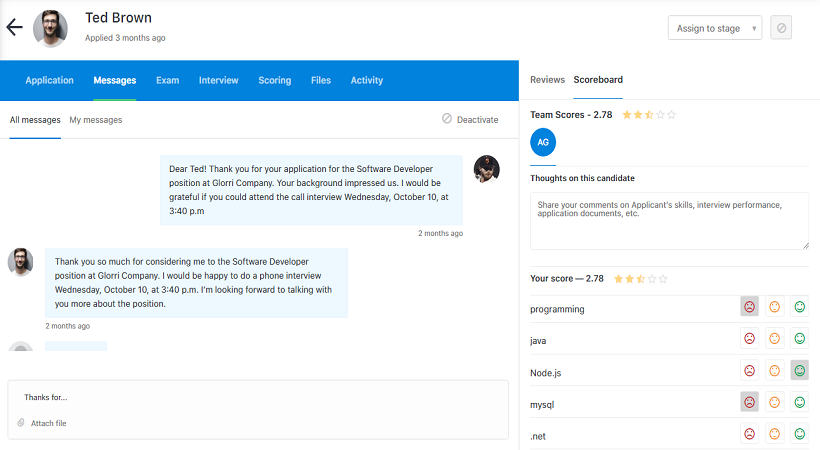 Ted Brown
Applied 3 months ago
Assign to stage
Application Messages Exam Interview Scoring Files Activity
All messages My messages
Deactivate
Dear Ted! Thank you for your application for the Software Developer
position at Glorri Company. Your background impressed us. I would be
grateful if you could attend the call interview Wednesday, October 10, at
3:40 p.m
2 months ago
Thank you so much for considering me to the Software Developer
position at Glorri Company. I would be happy to do a phone interview
Wednesday, October 10, at 3:40 p.m. I'm looking forward to talking with
you more about the position.
2 months ago
Thanks for...
Attach file
Reviews Scoreboard
Team Scores - 2.78
AG
Thoughts on this candidate
Share your comments on Applicant's skills, interview performance,
application documents, etc.
Your score — 2.78
programming
java
Node.js
mysql
.net